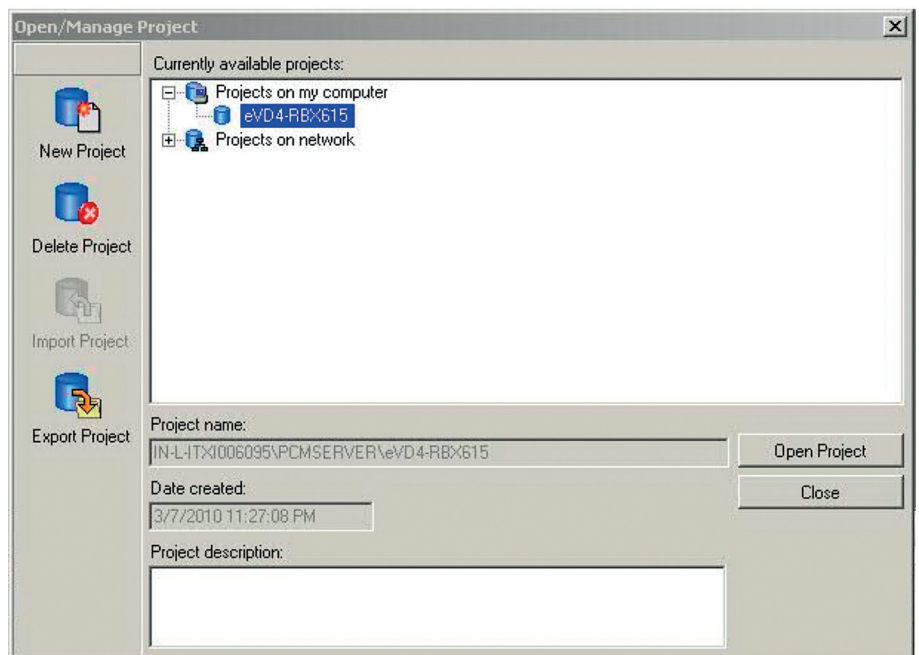 Open/Manage Project
Currently available projects:
Projects on my computer
eVD4-RBX615
Projects on network
New Project
Delete Project
Import Project
Export Project
Project name:
IN-L-ITXI006095\PCMSERVER\eVD4-RBX615
Open Project
Date created:
Close
3/7/2010 11:27:08 PM
Project description: